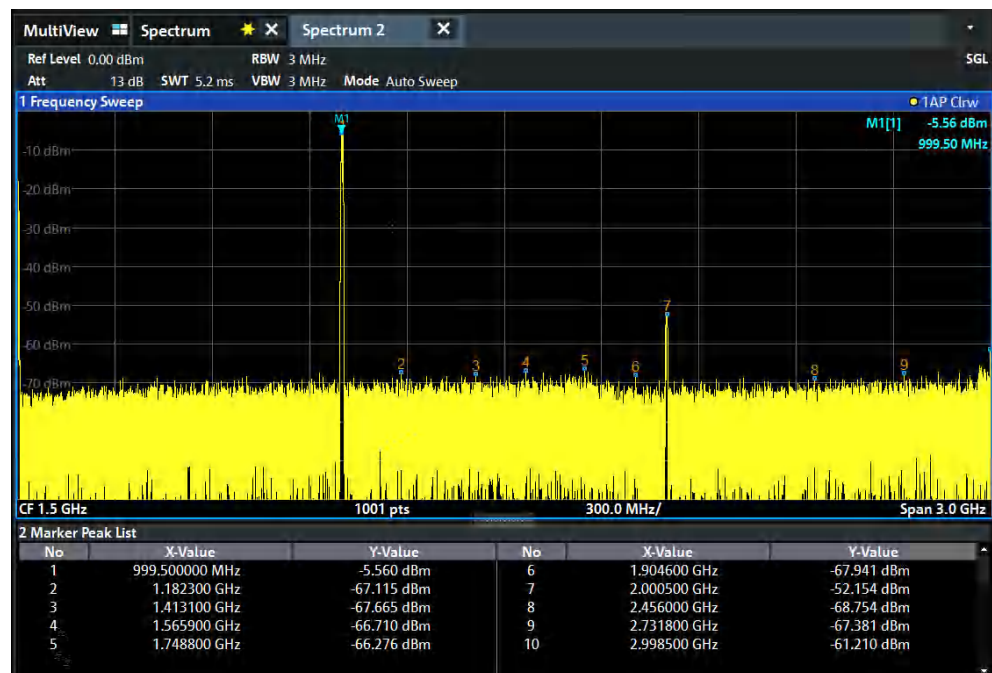 MultiView Spectrum Spectrum 2
Ref Level 0.00 dBm RBW 3 MHz SGL
Att 13 dB SWT 5.2 ms VBW 3 MHz Mode Auto Sweep
1 Frequency Sweep 1AP Clrw
M1 M1[1] -5.56 dBm
999.50 MHz
-10 dBm
-20 dBm
-30 dBm
-40 dBm
-50 dBm
7
-60 dBm
2 3 4 5 6 8 9
-70 dBm
CF 1.5 GHz 1001 pts 300.0 MHz/ Span 3.0 GHz
2 Marker Peak List
No X-Value Y-Value No X-Value Y-Value
1 999.500000 MHz -5.560 dBm 6 1.904600 GHz -67.941 dBm
2 1.182300 GHz -67.115 dBm 7 2.000500 GHz -52.154 dBm
3 1.413100 GHz -67.665 dBm 8 2.456000 GHz -68.754 dBm
4 1.565900 GHz -66.710 dBm 9 2.731800 GHz -67.381 dBm
5 1.748800 GHz -66.276 dBm 10 2.998500 GHz -61.210 dBm